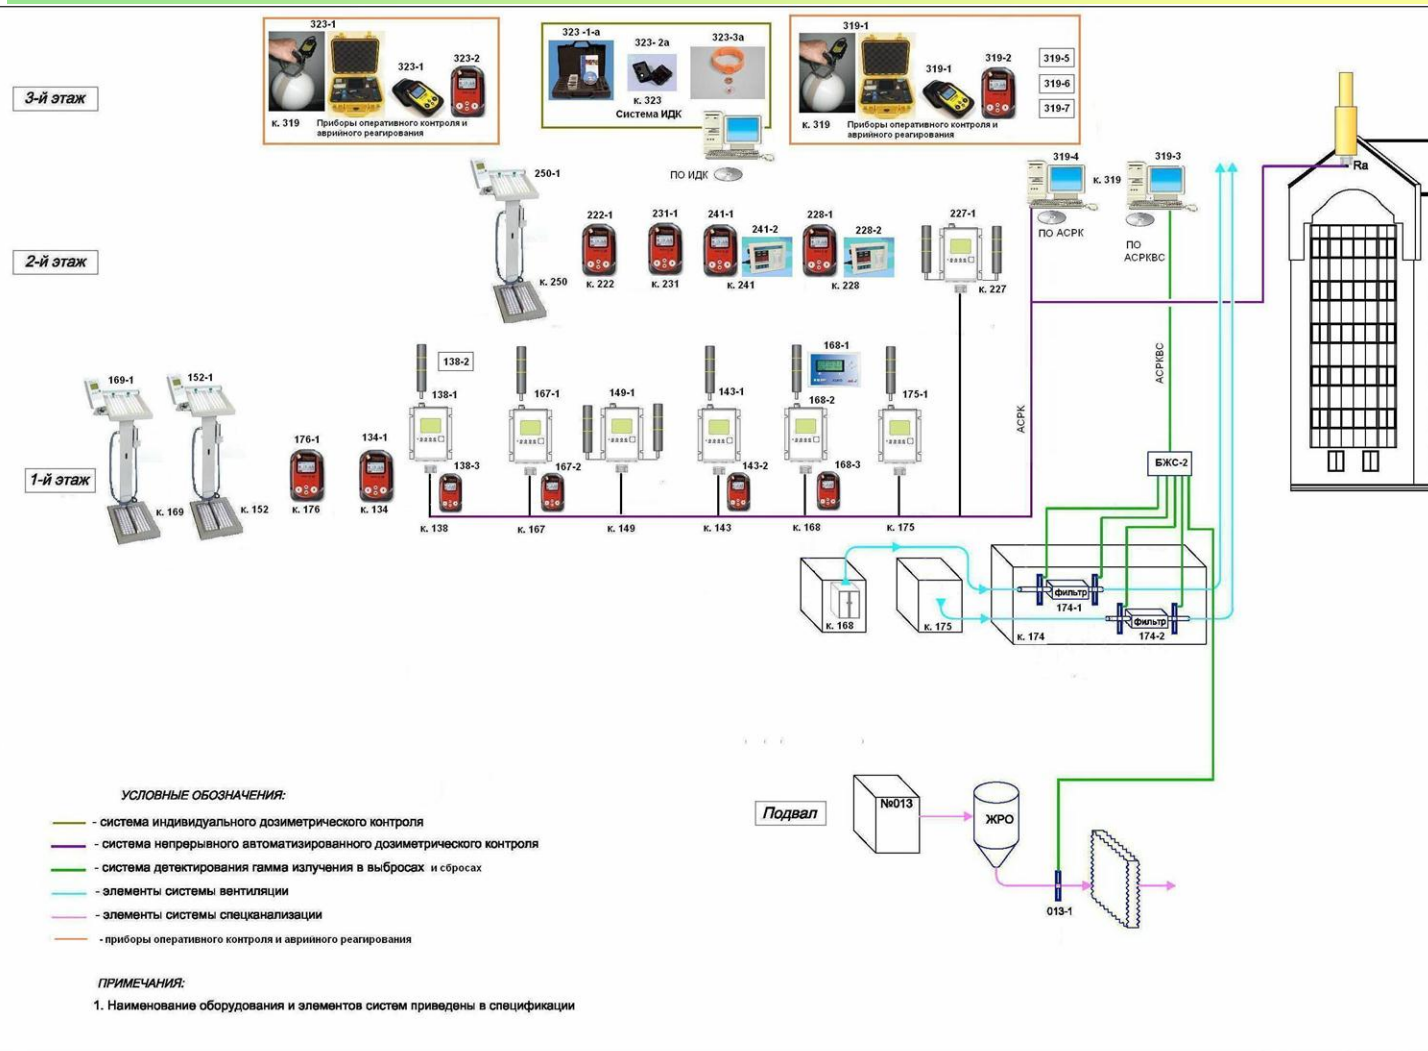 323-1
323-1
323-2
к. 319
Приборы оперативного контроля и
аврийного реагирования
323 -1-а
323- 2а
323-3а
к. 323
Система ИДК
ПО ИДК
319-1
319-1
319-2
319-5
319-6
319-7
к. 319
Приборы оперативного контроля и
аврийного реагирования
3-й этаж
319-4
к. 319
319-3
ПО АСРК
ПО
АСРКВС
Ra
2-й этаж
250-1
к. 250
222-1
к. 222
231-1
к. 231
241-1
241-2
к. 241
228-1
228-2
к. 228
227-1
к. 227
АСРК
АСРКВС
1-й этаж
169-1
к. 169
152-1
к. 152
176-1
к. 176
134-1
к. 134
138-2
138-1
138-3
к. 138
167-1
167-2
к. 167
149-1
к. 149
143-1
143-2
к. 143
168-1
168-2
168-3
к. 168
175-1
к. 175
БЖС-2
к. 168
к. 175
к. 174
фильтр
174-1
фильтр
174-2
Подвал
№013
ЖРО
013-1
УСЛОВНЫЕ ОБОЗНАЧЕНИЯ:
- система индивидуального дозиметрического контроля
- система непрерывного автоматизированного дозиметрического контроля
- система детектирования гамма излучения в выбросах и сбросах
- элементы системы вентиляции
- элементы системы спецканализации
- приборы оперативного контроля и аврийного реагирования
ПРИМЕЧАНИЯ:
1. Наименование оборудования и элементов систем приведены в спецификации